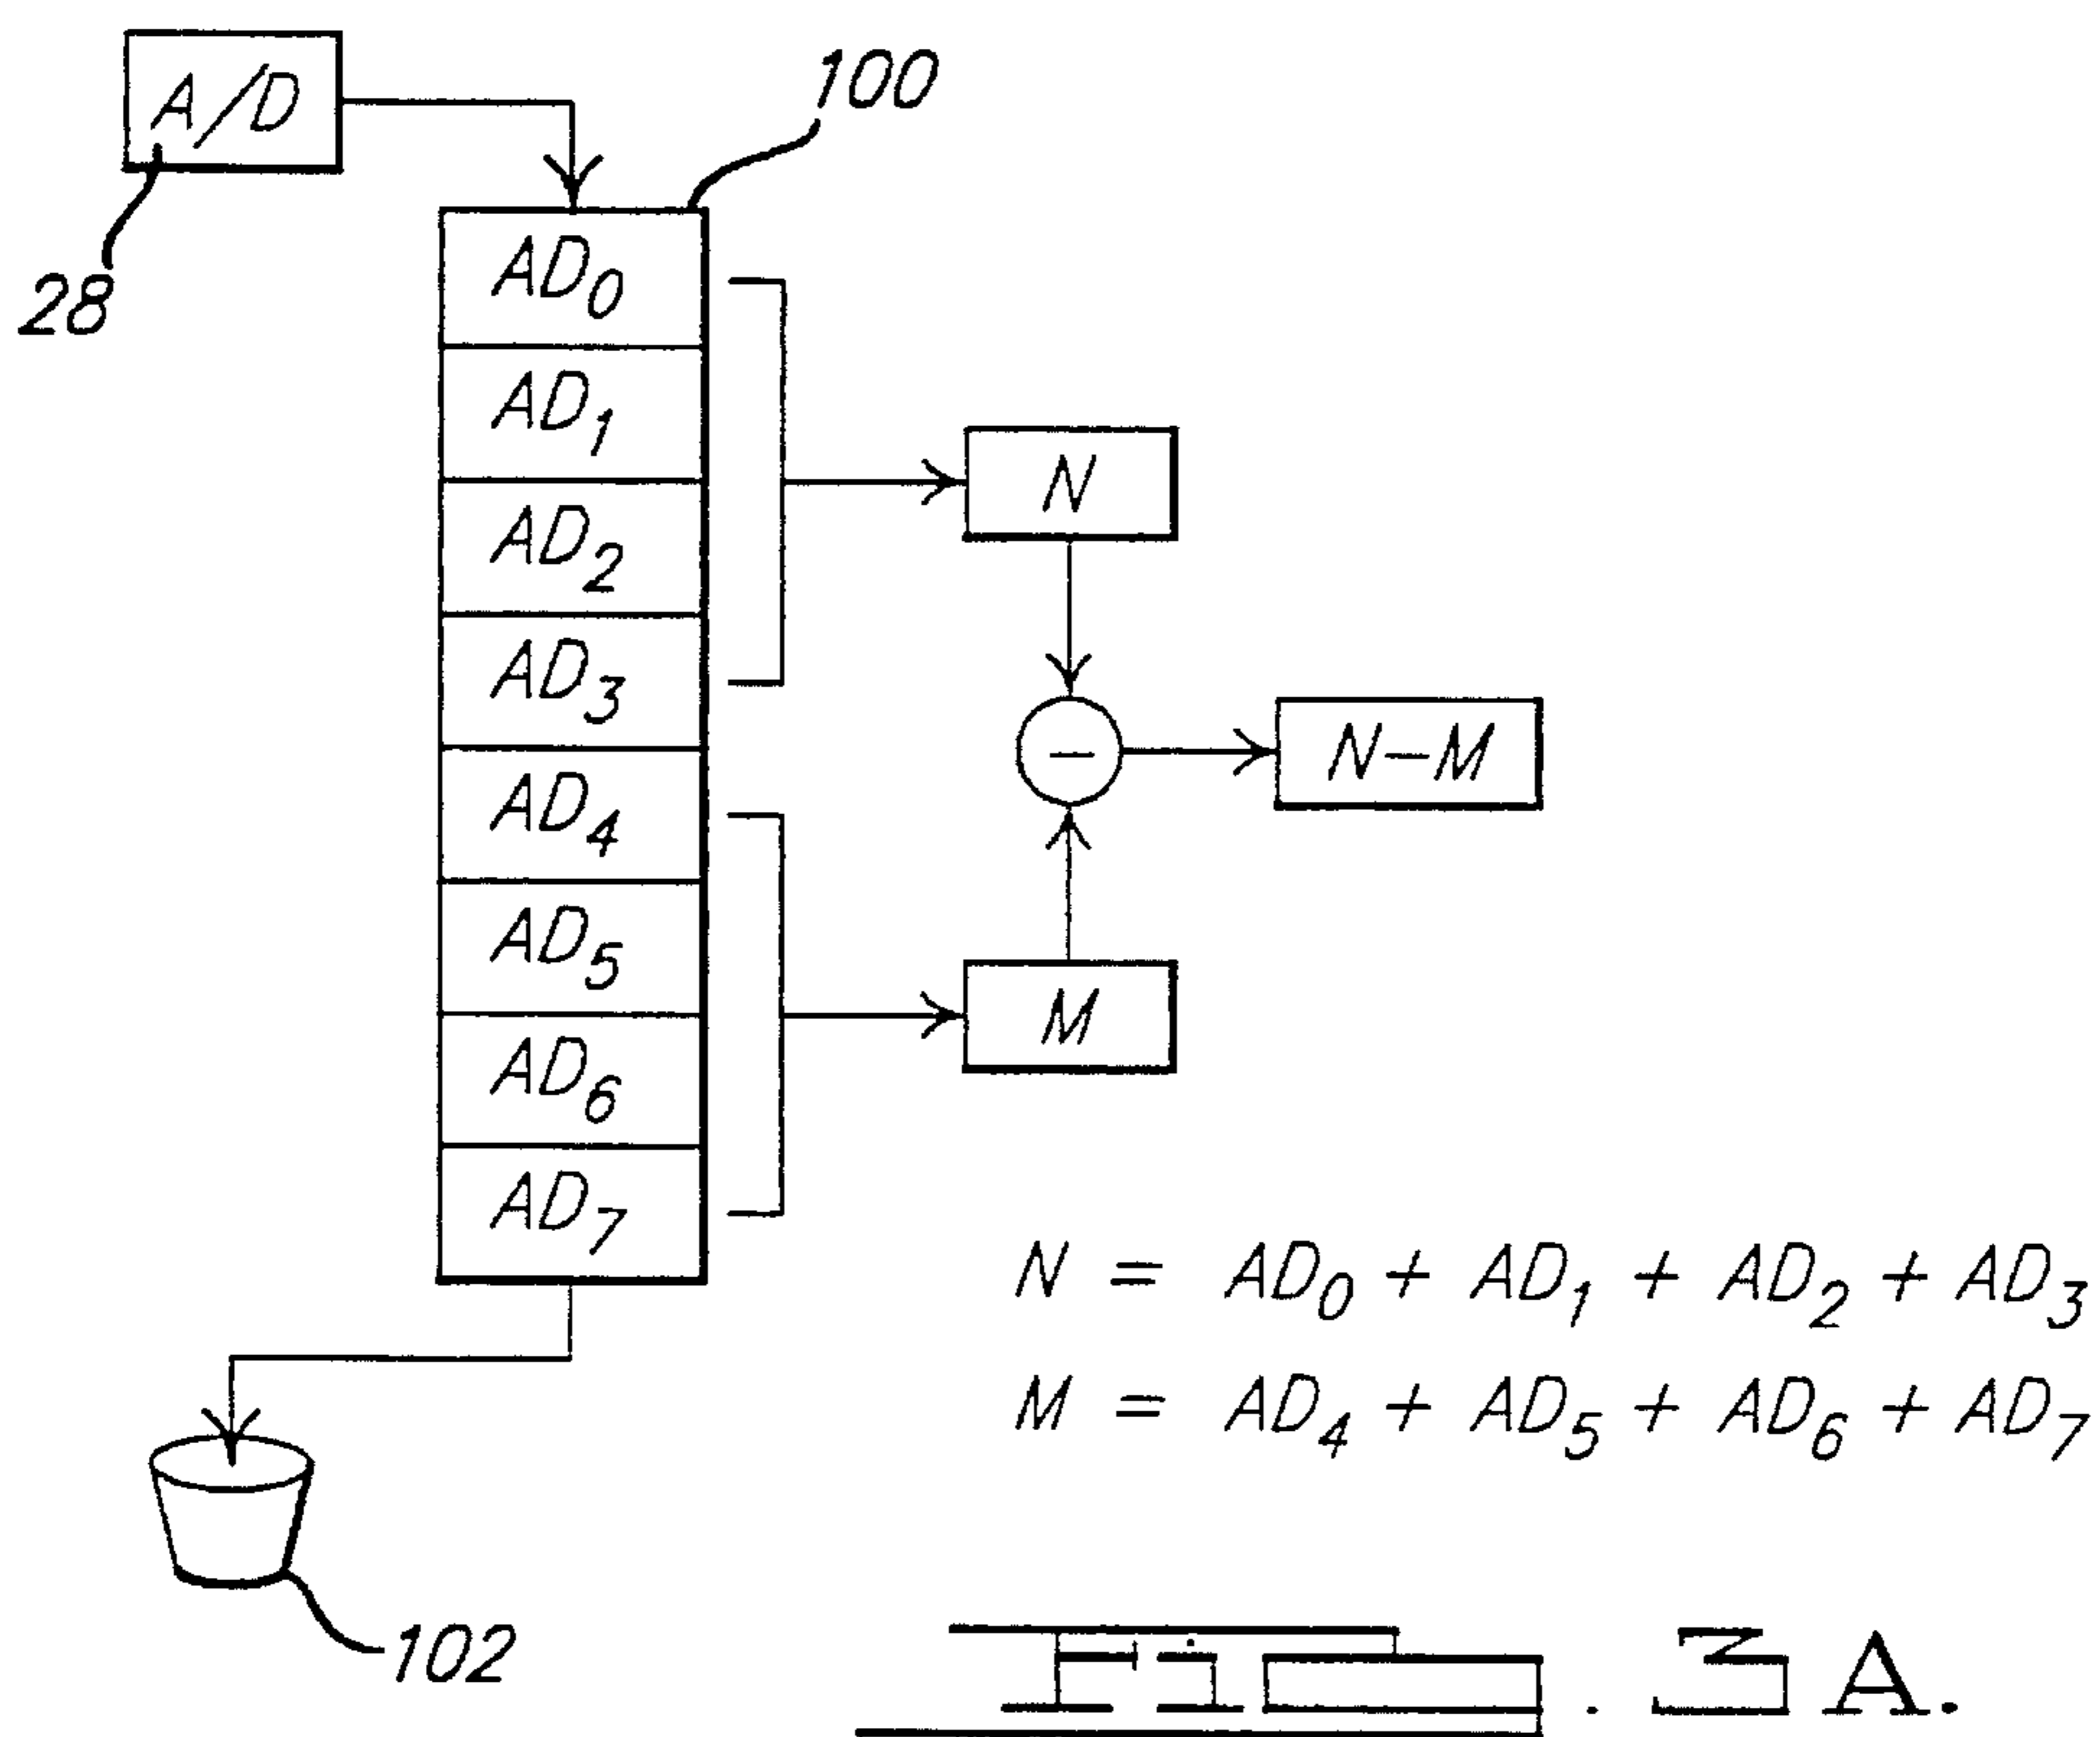 A/D
100
28
AD₀
AD₁
AD₂
AD₃
AD₄
AD₅
AD₆
AD₇
N
−
N−M
M
N = AD₀ + AD₁ + AD₂ + AD₃
M = AD₄ + AD₅ + AD₆ + AD₇
102
Fig. 3A.